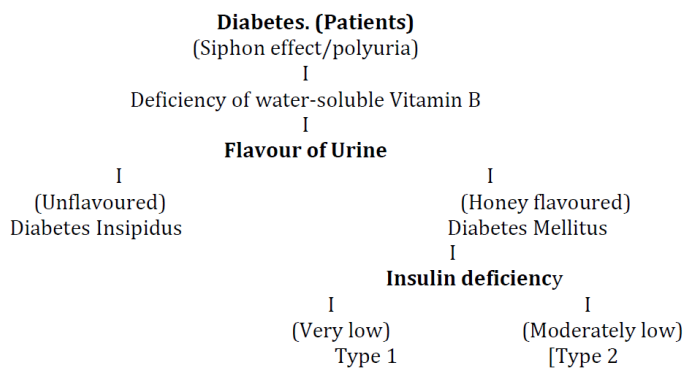 Diabetes. (Patients)
(Siphon effect/polyuria)
I
Deficiency of water-soluble Vitamin B
I
Flavour of Urine
I I
(Unflavoured) (Honey flavoured)
Diabetes Insipidus Diabetes Mellitus
I
Insulin deficiency
I I
(Very low) (Moderately low)
Type 1 [Type 2